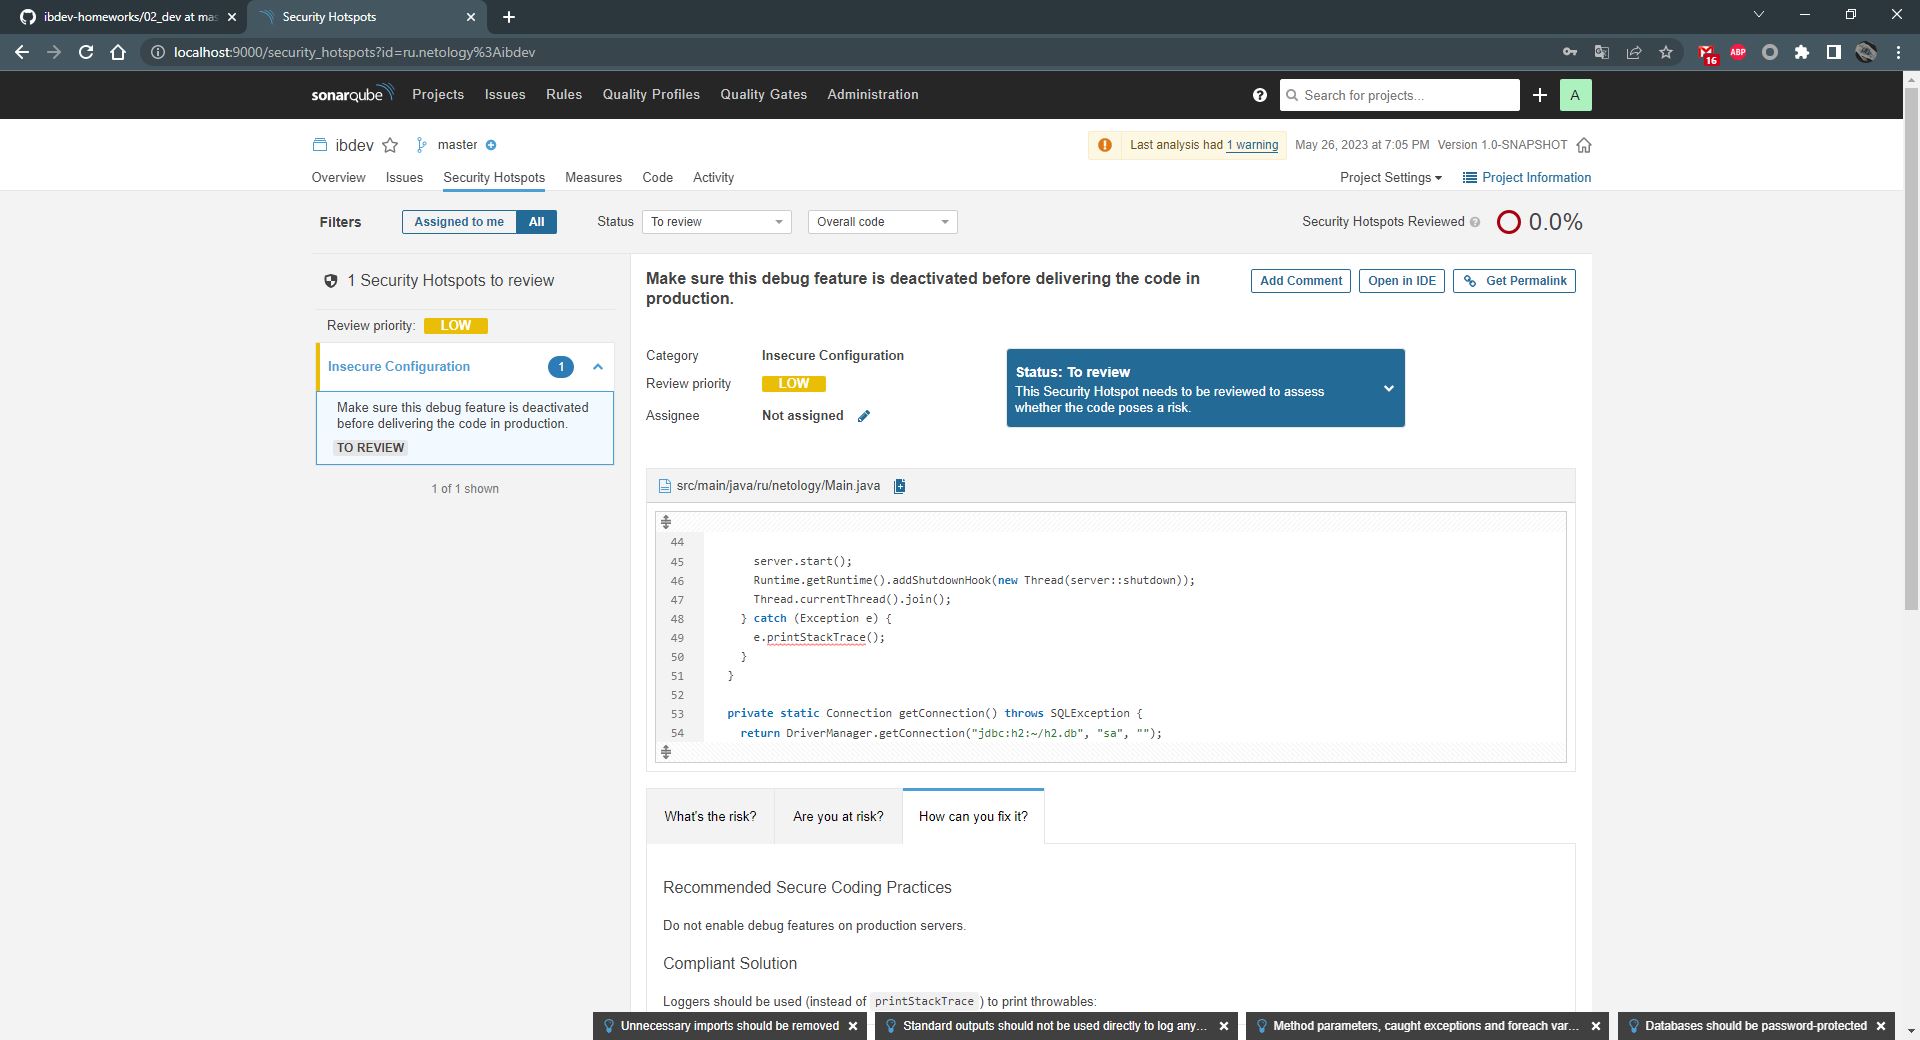 ibdev-homeworks/02_dev at mas
Security Hotspots
localhost:9000/security_hotspots?id=ru.netology%3Aibdev
16
ABP
sonarqube
Projects
Issues
Rules
Quality Profiles
Quality Gates
Administration
Search for projects...
A
ibdev
master
Last analysis had 1 warning
May 26, 2023 at 7:05 PM
Version 1.0-SNAPSHOT
Overview
Issues
Security Hotspots
Measures
Code
Activity
Project Settings
Project Information
Filters
Assigned to me
All
Status
To review
Overall code
Security Hotspots Reviewed
0.0%
1 Security Hotspots to review
Review priority: LOW
Insecure Configuration
1
Make sure this debug feature is deactivated
before delivering the code in production.
TO REVIEW
1 of 1 shown
Make sure this debug feature is deactivated before delivering the code in
production.
Add Comment
Open in IDE
Get Permalink
Category
Insecure Configuration
Review priority
LOW
Assignee
Not assigned
Status: To review
This Security Hotspot needs to be reviewed to assess
whether the code poses a risk.
src/main/java/ru/netology/Main.java
44
45 server.start();
46 Runtime.getRuntime().addShutdownHook(new Thread(server::shutdown));
47 Thread.currentThread().join();
48 } catch (Exception e) {
49 e.printStackTrace();
50 }
51 }
52
53 private static Connection getConnection() throws SQLException {
54 return DriverManager.getConnection("jdbc:h2:~/h2.db", "sa", "");
What's the risk?
Are you at risk?
How can you fix it?
Recommended Secure Coding Practices
Do not enable debug features on production servers.
Compliant Solution
Loggers should be used (instead of printStackTrace ) to print throwables:
Unnecessary imports should be removed
Standard outputs should not be used directly to log any...
Method parameters, caught exceptions and foreach var...
Databases should be password-protected